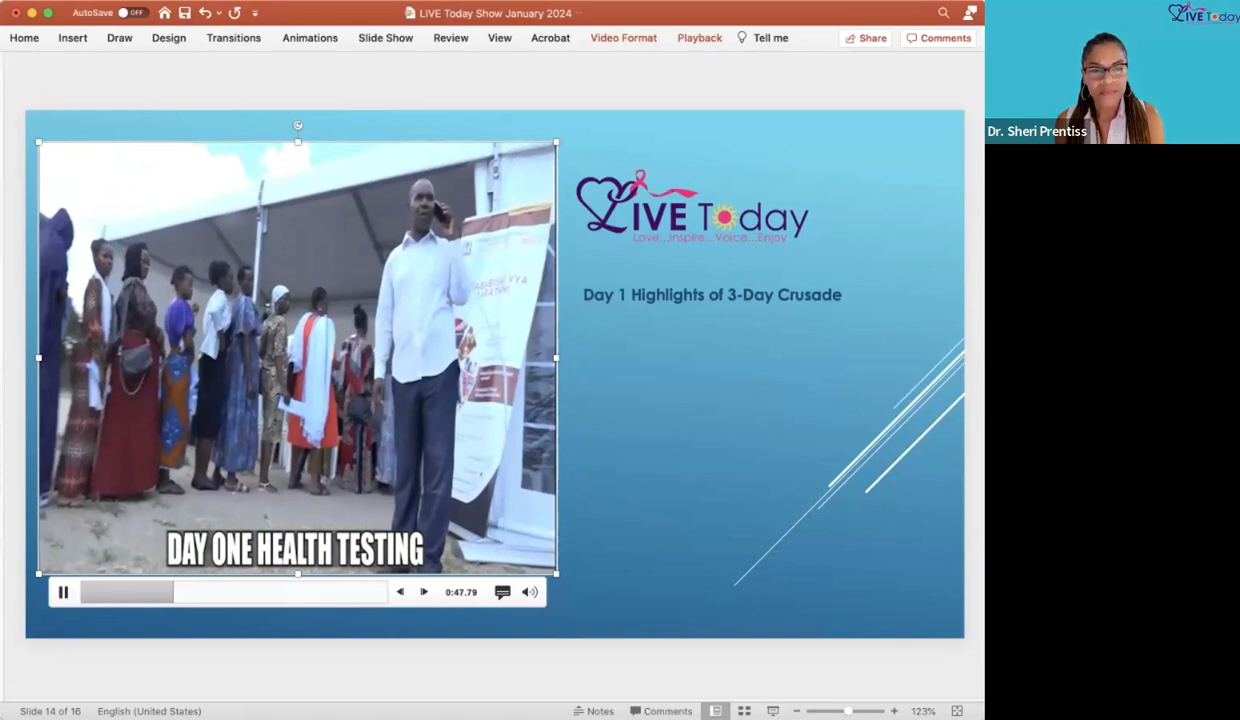 AutoSave OFF
LIVE Today Show January 2024
Home Insert Draw Design Transitions Animations Slide Show Review View Acrobat Video Format Playback Tell me Share Comments
LIVE Today
Dr. Sheri Prentiss
LIVE Today
Love...Inspire...Voice...Enjoy
Day 1 Highlights of 3-Day Crusade
DAY ONE HEALTH TESTING
0:47.79
Slide 14 of 16 English (United States) Notes Comments 123%